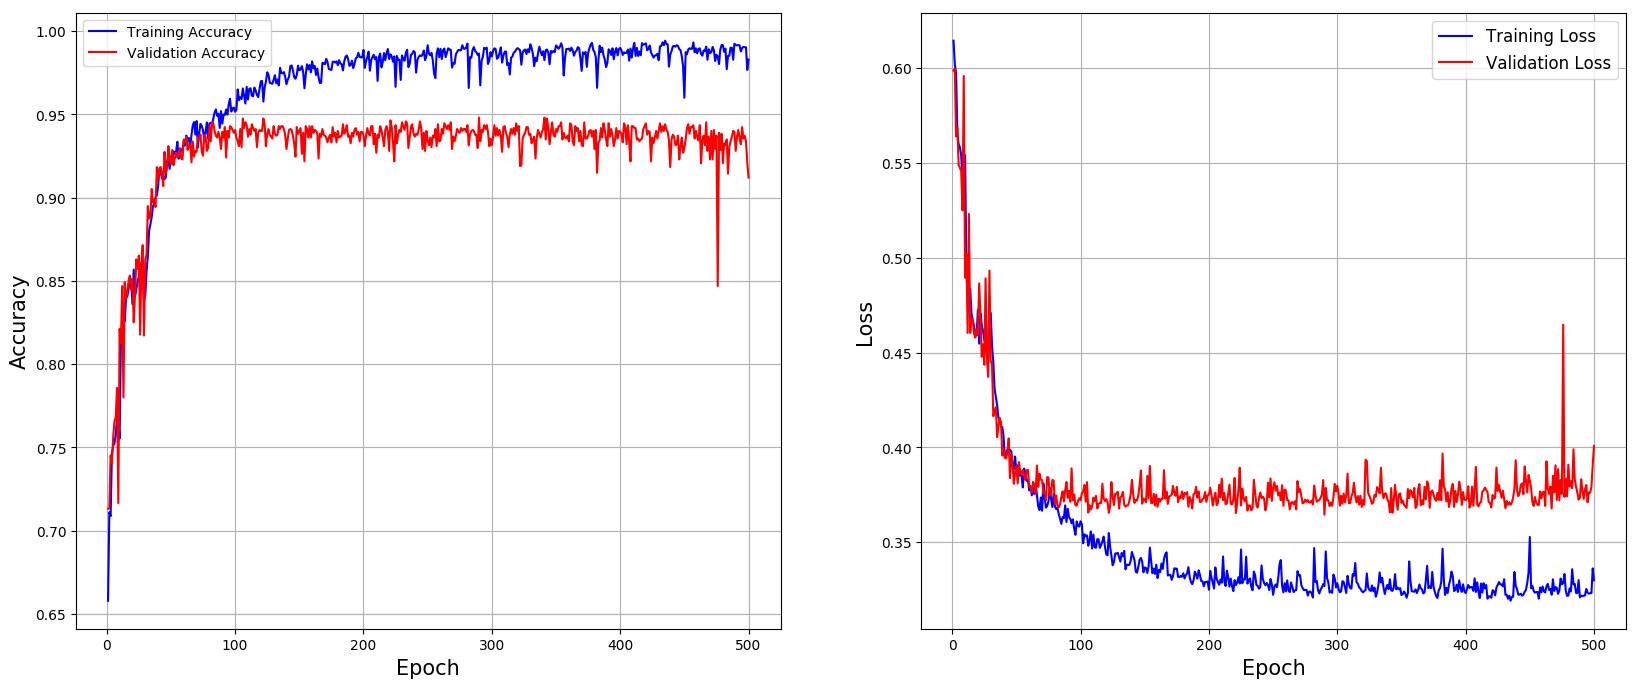 Training Accuracy
Validation Accuracy
1.00
0.95
0.90
0.85
0.80
0.75
0.70
0.65
Accuracy
0 100 200 300 400 500
Epoch
Training Loss
Validation Loss
0.60
0.55
0.50
0.45
0.40
0.35
Loss
0 100 200 300 400 500
Epoch